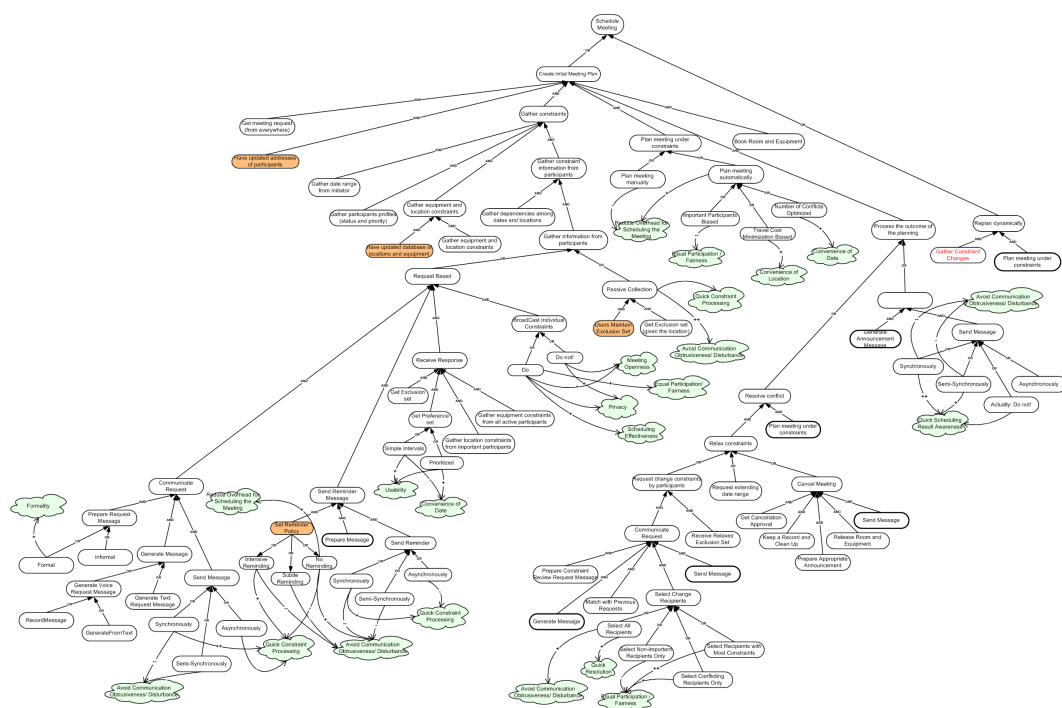 Schedule
Meeting
OR
OR
Create initial Meeting Plan
AND
AND
AND
AND
AND
AND
Get meeting request
(from everywhere)
Have updated addresses
of participants
Gather constraints
Plan meeting under
constraints
Book Room and Equipment
Gather date range
from Initiator
Gather participants profiles
(status and priority)
Gather equipment and
location constraints
Gather constraint
information from
participants
Plan meeting
manually
Plan meeting
automatically
Gather dependencies among
dates and locations
Have updated database of
locations and equipment
Gather equipment and
location constraints
Gather information from
participants
Reduce Overhead for
Scheduling the
Meeting
Important Participants
Biased
Travel Cost
Minimization Biased
Number of Conflicts
Optimized
Equal Participation /
Fairness
Convenience of
Location
Convenience of
Date
Process the outcome of
the planning
Replan dynamically
Gather Constraint
Changes
Plan meeting under
constraints
Request Based
Passive Collection
Quick Constraint
Processing
Users Maintain
Exclusion Set
Get Exclusion set
(given the location)
Avoid Communication
Obtrusiveness/ Disturbance
BroadCast Individual
Constraints
Do
Do not!
Meeting
Openness
Equal Participation/
Fairness
Privacy
Scheduling
Effectiveness
Generate
Announcement
Message
Send Message
Avoid Communication
Obtrusiveness/ Disturbance
Synchronously
Semi-Synchronously
Asynchronously
Actually: Do not!
Quick Scheduling
Result Awareness
Receive Response
Get Exclusion
set
Get Preference
set
Gather equipment constraints
from all active participants
Gather location constraints
from important participants
Simple Intervals
Prioritized
Usability
Convenience of
Date
Resolve conflict
Plan meeting under
constraints
Relax constraints
Request change constraints
by participants
Request extending
date range
Cancel Meeting
Get Cancellation
Approval
Keep a Record and
Clean Up
Prepare Appropriate
Announcement
Release Room and
Equipment
Send Message
Communicate
Request
Receive Relaxed
Exclusion Set
Prepare Constraint
Review Request Message
Generate Message
Match with Previous
Requests
Select Change
Recipients
Send Message
Select All
Recipients
Select Non-important
Recipients Only
Select Conflicting
Recipients Only
Select Recipients with
Most Constraints
Avoid Communication
Obtrusiveness/ Disturbance
Quick
Resolution
Equal Participation /
Fairness
Communicate
Request
Formality
Prepare Request
Message
Formal
Informal
Generate Message
Generate Voice
Request Message
Generate Text
Request Message
RecordMessage
GenerateFromText
Send Message
Synchronously
Semi-Synchronously
Asynchronously
Avoid Communication
Obtrusiveness/ Disturbance
Quick Constraint
Processing
Reduce Overhead for
Scheduling the
Meeting
Send Reminder
Message
Set Reminder
Policy
Prepare Message
Send Reminder
Intensive
Reminding
Subtle
Reminding
No
Reminding
Synchronously
Semi-Synchronously
Asynchronously
Quick Constraint
Processing
Avoid Communication
Obtrusiveness/ Disturbance